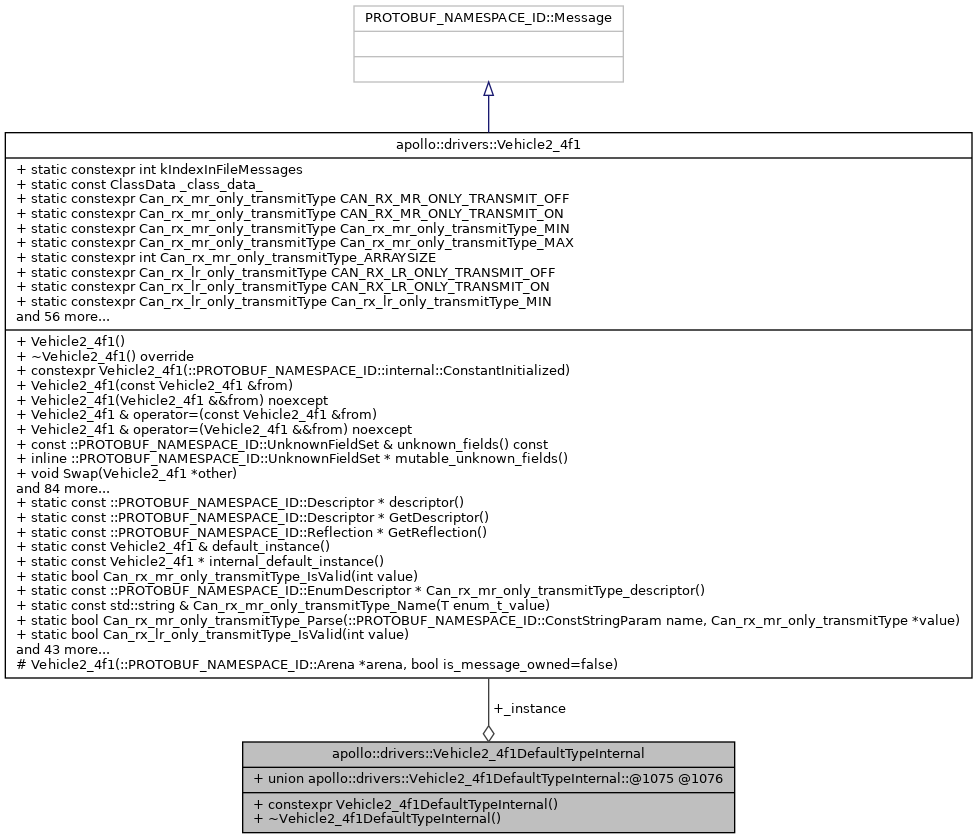 PROTOBUF_NAMESPACE_ID::Message
apollo::drivers::Vehicle2_4f1
+ static constexpr int kIndexInFileMessages
+ static const ClassData _class_data_
+ static constexpr Can_rx_mr_only_transmitType CAN_RX_MR_ONLY_TRANSMIT_OFF
+ static constexpr Can_rx_mr_only_transmitType CAN_RX_MR_ONLY_TRANSMIT_ON
+ static constexpr Can_rx_mr_only_transmitType Can_rx_mr_only_transmitType_MIN
+ static constexpr Can_rx_mr_only_transmitType Can_rx_mr_only_transmitType_MAX
+ static constexpr int Can_rx_mr_only_transmitType_ARRAYSIZE
+ static constexpr Can_rx_lr_only_transmitType CAN_RX_LR_ONLY_TRANSMIT_OFF
+ static constexpr Can_rx_lr_only_transmitType CAN_RX_LR_ONLY_TRANSMIT_ON
+ static constexpr Can_rx_lr_only_transmitType Can_rx_lr_only_transmitType_MIN
and 56 more...
+ Vehicle2_4f1()
+ ~Vehicle2_4f1() override
+ constexpr Vehicle2_4f1(::PROTOBUF_NAMESPACE_ID::internal::ConstantInitialized)
+ Vehicle2_4f1(const Vehicle2_4f1 &from)
+ Vehicle2_4f1(Vehicle2_4f1 &&from) noexcept
+ Vehicle2_4f1 & operator=(const Vehicle2_4f1 &from)
+ Vehicle2_4f1 & operator=(Vehicle2_4f1 &&from) noexcept
+ const ::PROTOBUF_NAMESPACE_ID::UnknownFieldSet & unknown_fields() const
+ inline ::PROTOBUF_NAMESPACE_ID::UnknownFieldSet * mutable_unknown_fields()
+ void Swap(Vehicle2_4f1 *other)
and 84 more...
+ static const ::PROTOBUF_NAMESPACE_ID::Descriptor * descriptor()
+ static const ::PROTOBUF_NAMESPACE_ID::Descriptor * GetDescriptor()
+ static const ::PROTOBUF_NAMESPACE_ID::Reflection * GetReflection()
+ static const Vehicle2_4f1 & default_instance()
+ static const Vehicle2_4f1 * internal_default_instance()
+ static bool Can_rx_mr_only_transmitType_IsValid(int value)
+ static const ::PROTOBUF_NAMESPACE_ID::EnumDescriptor * Can_rx_mr_only_transmitType_descriptor()
+ static const std::string & Can_rx_mr_only_transmitType_Name(T enum_t_value)
+ static bool Can_rx_mr_only_transmitType_Parse(::PROTOBUF_NAMESPACE_ID::ConstStringParam name, Can_rx_mr_only_transmitType *value)
+ static bool Can_rx_lr_only_transmitType_IsValid(int value)
and 43 more...
# Vehicle2_4f1(::PROTOBUF_NAMESPACE_ID::Arena *arena, bool is_message_owned=false)
+_instance
apollo::drivers::Vehicle2_4f1DefaultTypeInternal
+ union apollo::drivers::Vehicle2_4f1DefaultTypeInternal::@1075 @1076
+ constexpr Vehicle2_4f1DefaultTypeInternal()
+ ~Vehicle2_4f1DefaultTypeInternal()